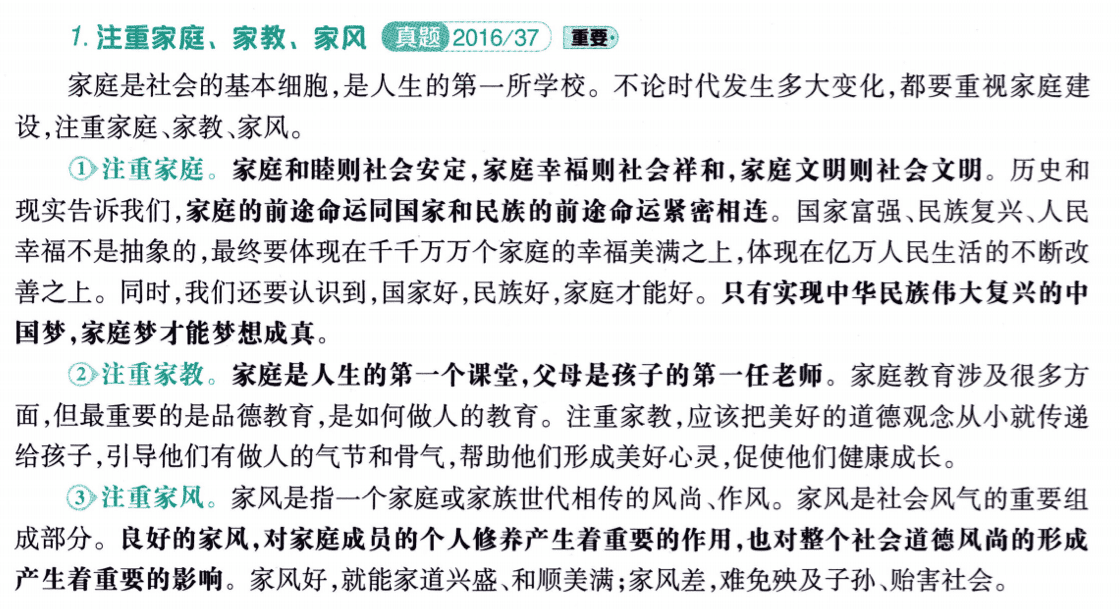 1. 注重家庭、家教、家风 真题 2016/37 重要
家庭是社会的基本细胞,是人生的第一所学校。不论时代发生多大变化,都要重视家庭建
设,注重家庭、家教、家风。
①注重家庭。家庭和睦则社会安定,家庭幸福则社会祥和,家庭文明则社会文明。历史和
现实告诉我们,家庭的前途命运同国家和民族的前途命运紧密相连。国家富强、民族复兴、人民
幸福不是抽象的,最终要体现在千千万万个家庭的幸福美满之上,体现在亿万人民生活的不断改
善之上。同时,我们还要认识到,国家好,民族好,家庭才能好。只有实现中华民族伟大复兴的中
国梦,家庭梦才能梦想成真。
②注重家教。家庭是人生的第一个课堂,父母是孩子的第一任老师。家庭教育涉及很多方
面,但最重要的是品德教育,是如何做人的教育。注重家教,应该把美好的道德观念从小就传递
给孩子,引导他们有做人的气节和骨气,帮助他们形成美好心灵,促使他们健康成长。
③注重家风。家风是指一个家庭或家族世代相传的风尚、作风。家风是社会风气的重要组
成部分。良好的家风,对家庭成员的个人修养产生着重要的作用,也对整个社会道德风尚的形成
产生着重要的影响。家风好,就能家道兴盛、和顺美满;家风差,难免殃及子孙、贻害社会。